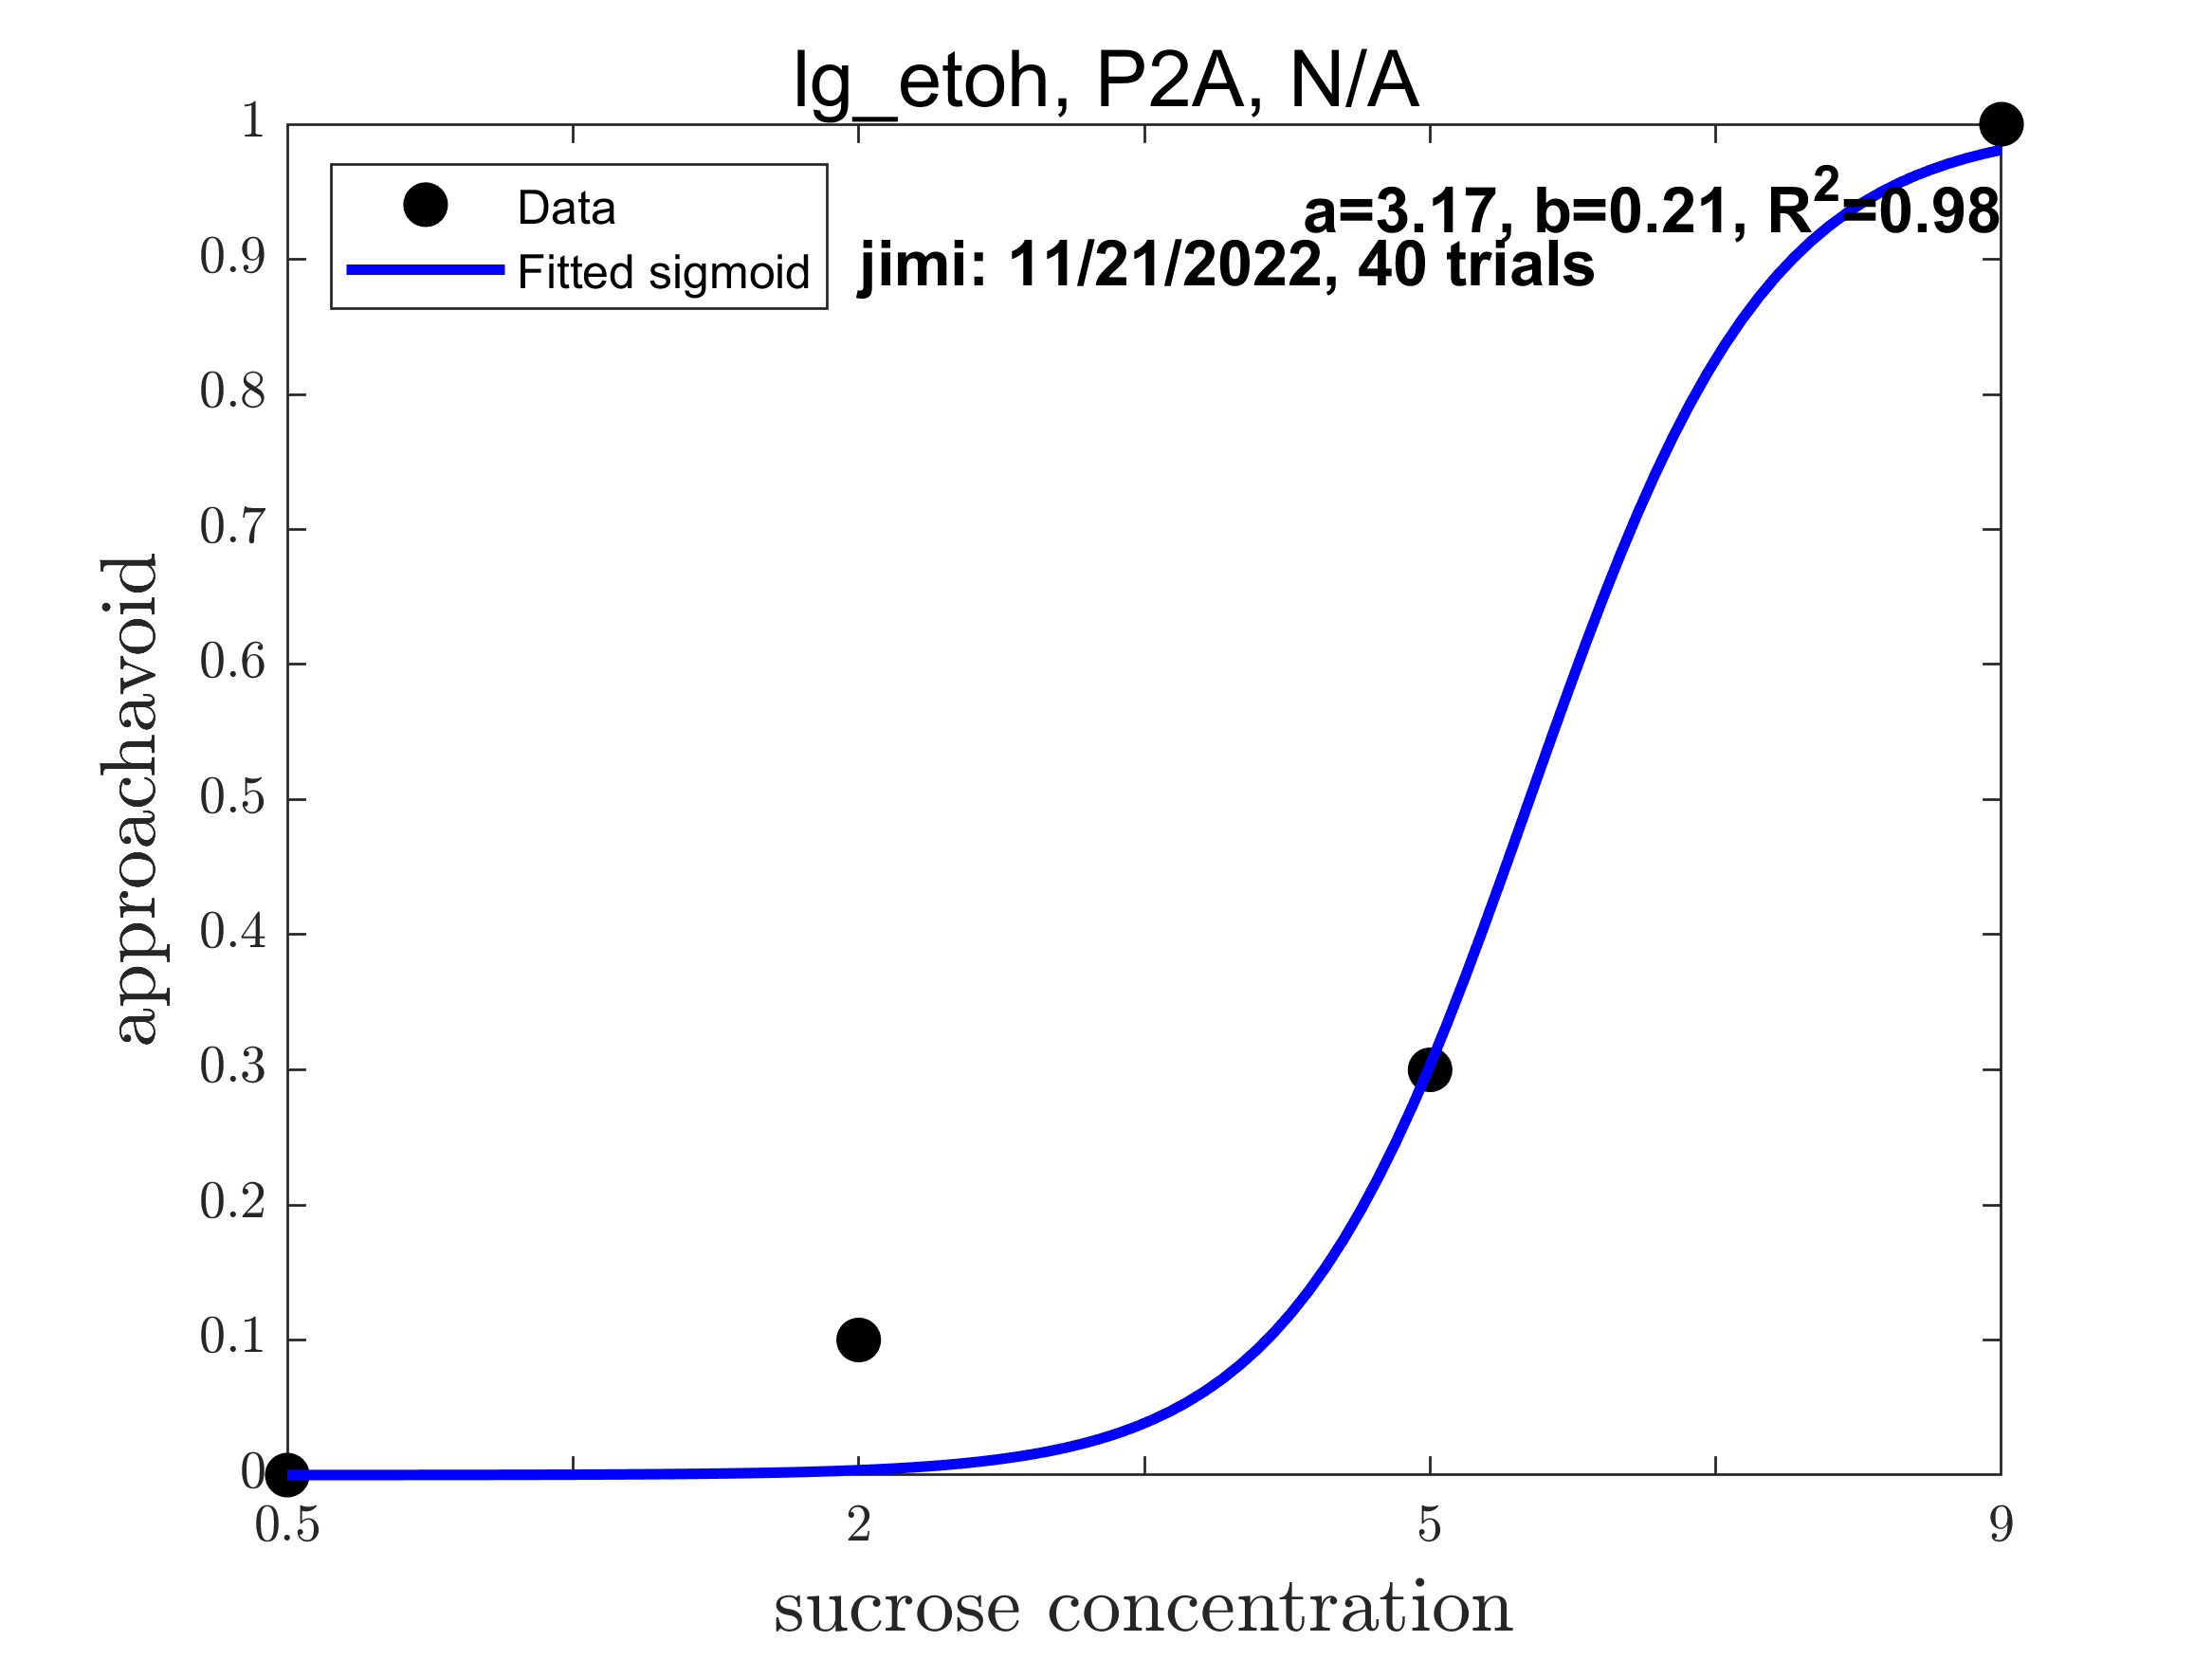 lg_etoh, P2A, N/A
Data
Fitted sigmoid
a=3.17, b=0.21, R²=0.98
jimi: 11/21/2022, 40 trials
1
0.9
0.8
0.7
0.6
0.5
0.4
0.3
0.2
0.1
0
approachavoid
0.5 2 5 9
sucrose concentration